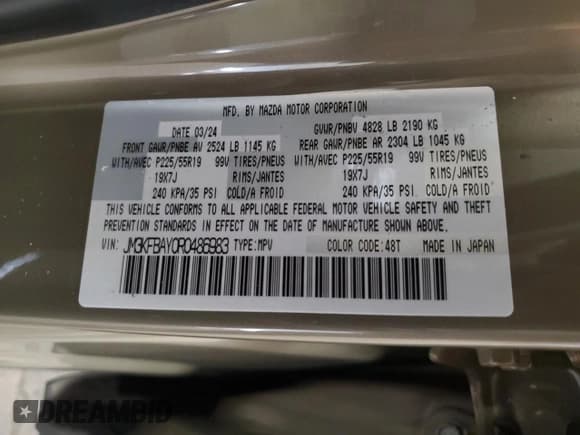 MFD. BY MAZDA MOTOR CORPORATION
DATE 03/24 GVWR/PNBV 4828 LB 2190 KG
FRONT GAWR/PNBE AV 2524 LB 1145 KG REAR GAWR/PNBE AR 2304 LB 1045 KG
WITH/AVEC P225/55R19 99V TIRES/PNEUS WITH/AVEC P225/55R19 99V TIRES/PNEUS
19X7J RIMS/JANTES 19X7J RIMS/JANTES
240 KPA/35 PSI COLD/A FROID 240 KPA/35 PSI COLD/A FROID
THIS VEHICLE CONFORMS TO ALL APPLICABLE FEDERAL MOTOR VEHICLE SAFETY AND THEFT
PREVENTION STANDARDS IN EFFECT ON THE DATE OF MANUFACTURE SHOWN ABOVE.
VIN: JM3KFBAY0R0486983 TYPE:MPV COLOR CODE:48T MADE IN JAPAN
DREAMBID